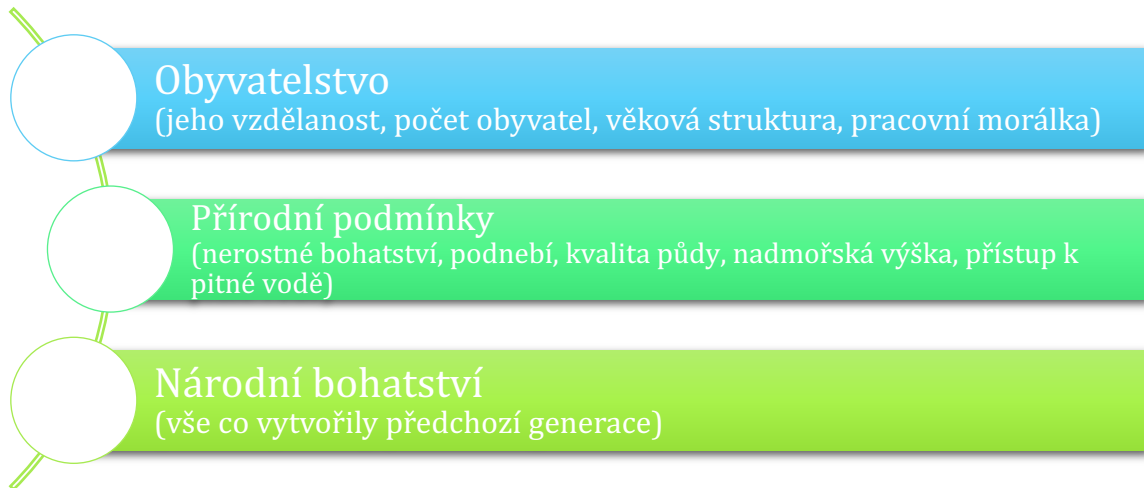 Obyvatelstvo
(jeho vzdělanost, počet obyvatel, věková struktura, pracovní morálka)
Přírodní podmínky
(nerostné bohatství, podnebí, kvalita půdy, nadmořská výška, přístup k
pitné vodě)
Národní bohatství
(vše co vytvořily předchozí generace)